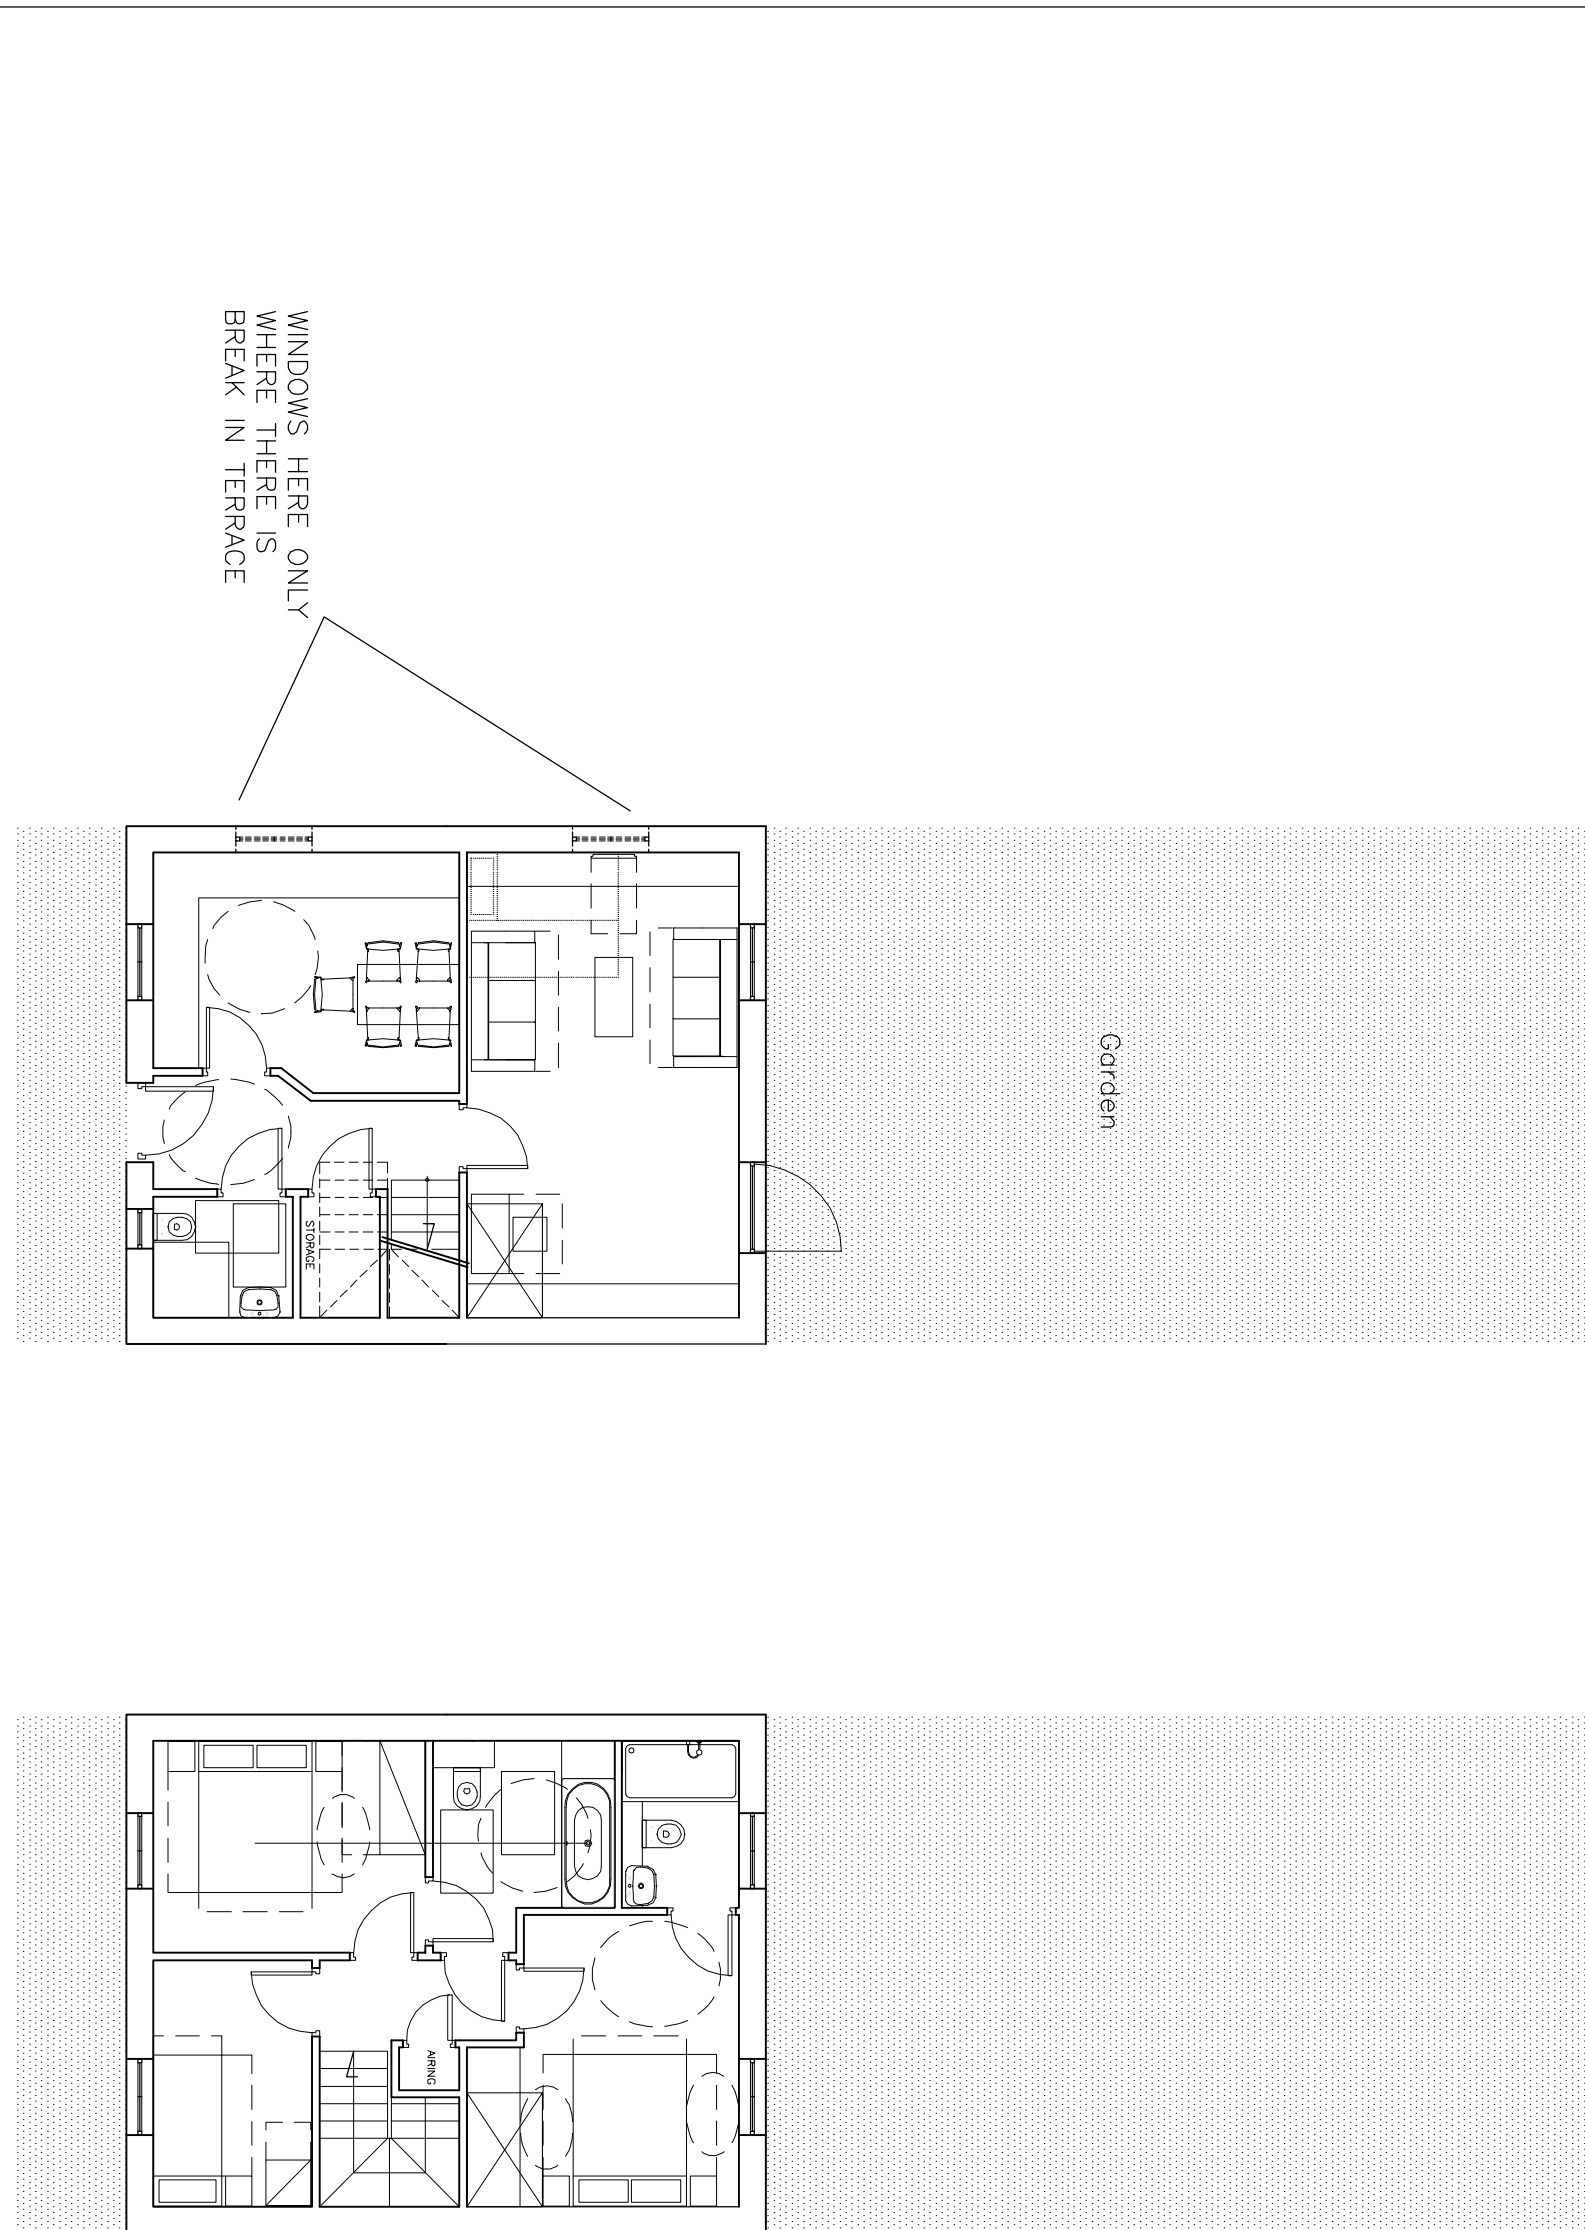 WINDOWS HERE ONLY
WHERE THERE IS
BREAK IN TERRACE
Garden
STORAGE
AIRING